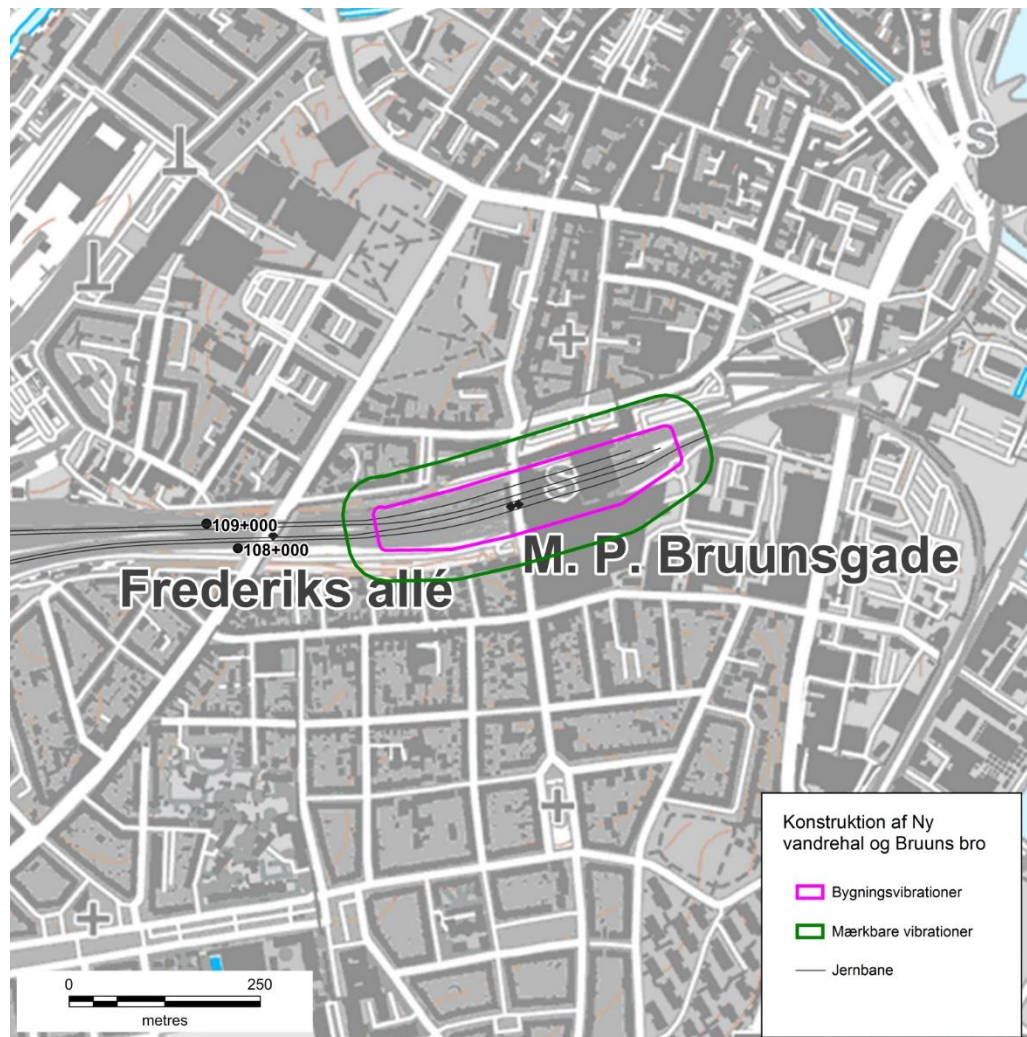 S
S
109+000
108+000
M. P. Bruunsgade
Frederiks allé
Konstruktion af Ny
vandrehal og Bruuns bro
Bygningsvibrationer
Mærkbare vibrationer
Jernbane
0 250
metres